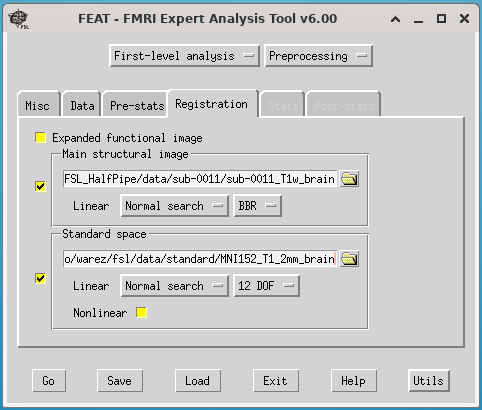 FSL
FEAT - FMRI Expert Analysis Tool v6.00
First-level analysis Preprocessing
Misc Data Pre-stats Registration Stats Post-stats
Expanded functional image
Main structural image
FSL_HalfPipe/data/sub-0011/sub-0011_T1w_brain
Linear Normal search BBR
Standard space
o/warez/fsl/data/standard/MNI152_T1_2mm_brain
Linear Normal search 12 DOF
Nonlinear
Go Save Load Exit Help Utils